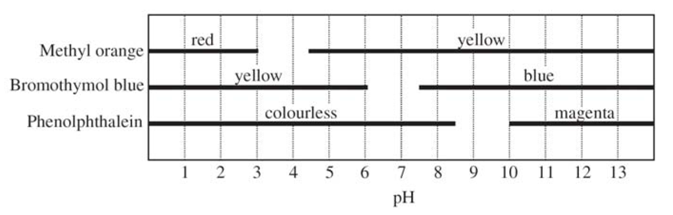 red yellow
Methyl orange
yellow blue
Bromothymol blue
colourless magenta
Phenolphthalein
1 2 3 4 5 6 7 8 9 10 11 12 13
pH